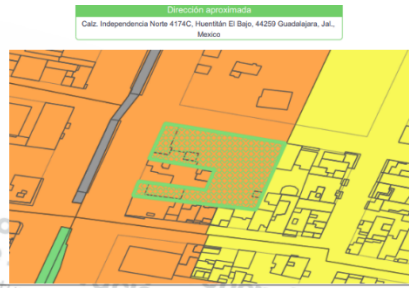 Dirección aproximada
Calz. Independencia Norte 4174C, Huentitán El Bajo, 44259 Guadalajara, Jal.,
Mexico